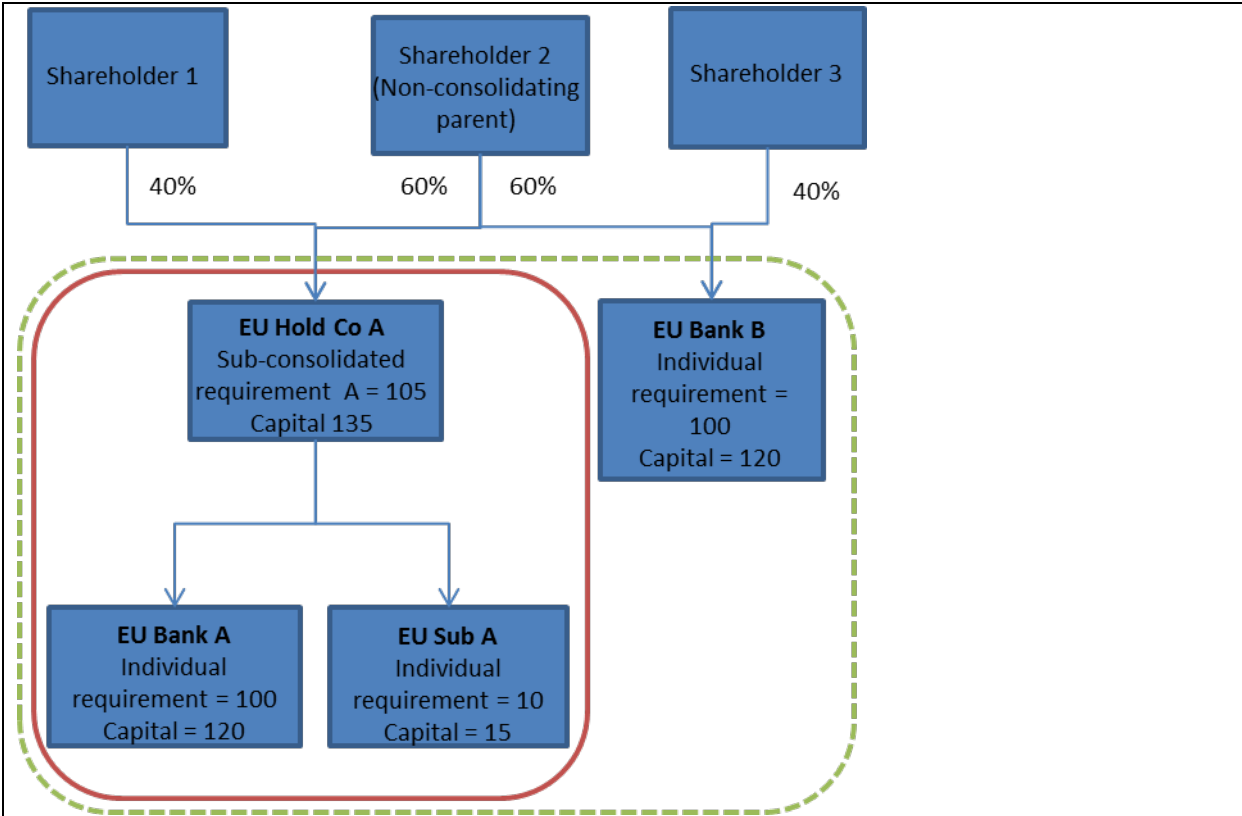 Shareholder 1
Shareholder 2
(Non-consolidating
parent)
Shareholder 3
40%
60%
60%
40%
EU Hold Co A
Sub-consolidated
requirement A = 105
Capital 135
EU Bank B
Individual
requirement =
100
Capital = 120
EU Bank A
Individual
requirement = 100
Capital = 120
EU Sub A
Individual
requirement = 10
Capital = 15